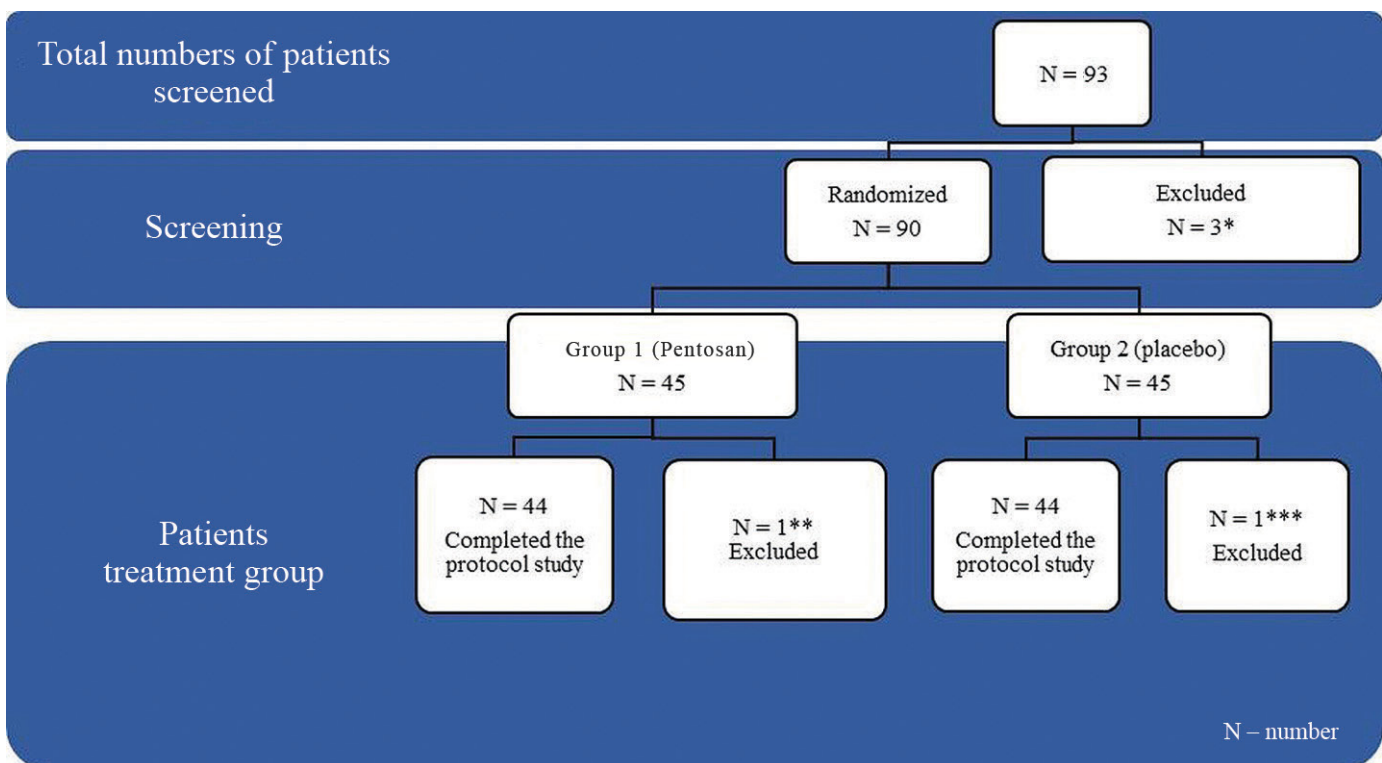 Total numbers of patients
screened
N = 93
Screening
Randomized
N = 90
Excluded
N = 3*
Group 1 (Pentosan)
N = 45
Group 2 (placebo)
N = 45
Patients
treatment group
N = 44
Completed the
protocol study
N = 1**
Excluded
N = 44
Completed the
protocol study
N = 1***
Excluded
N – number